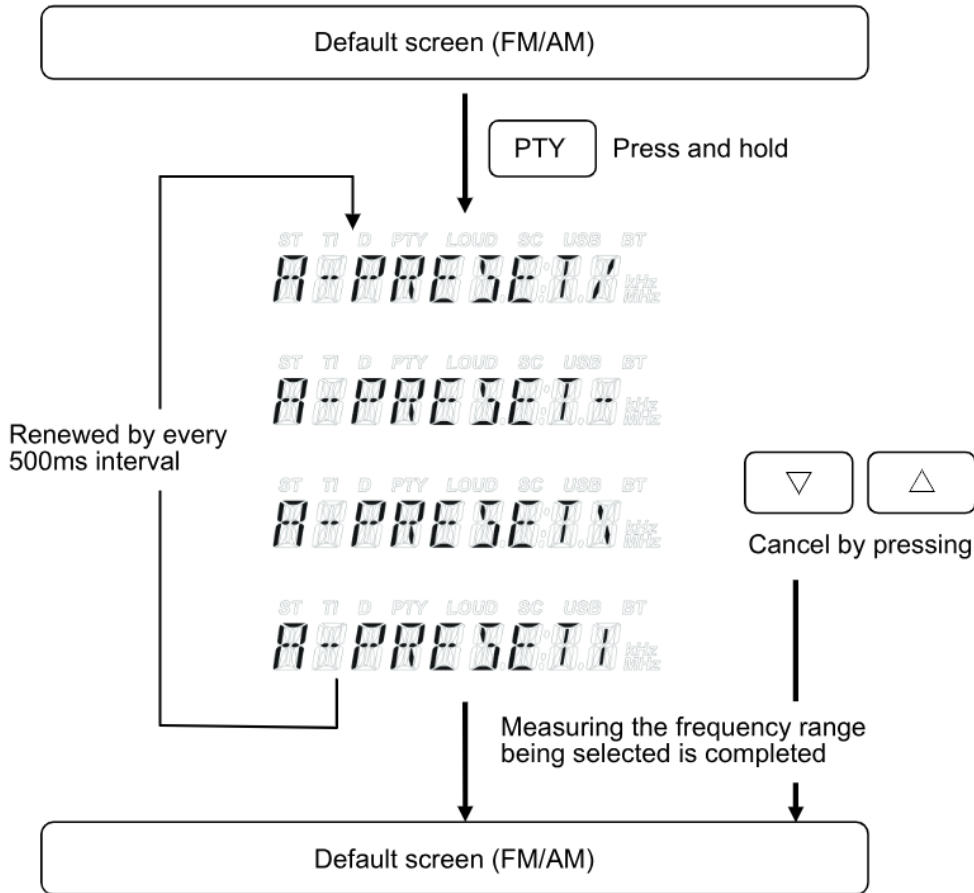 Default screen (FM/AM)
PTY Press and hold
ST TI D PTY LOUD SC USB BT
A-PRESET/ kHz
MHz
ST TI D PTY LOUD SC USB BT
A-PRESET- kHz
MHz
Renewed by every
500ms interval
ST TI D PTY LOUD SC USB BT
A-PRESET\ kHz
MHz
Cancel by pressing
ST TI D PTY LOUD SC USB BT
A-PRESET| kHz
MHz
Measuring the frequency range
being selected is completed
Default screen (FM/AM)